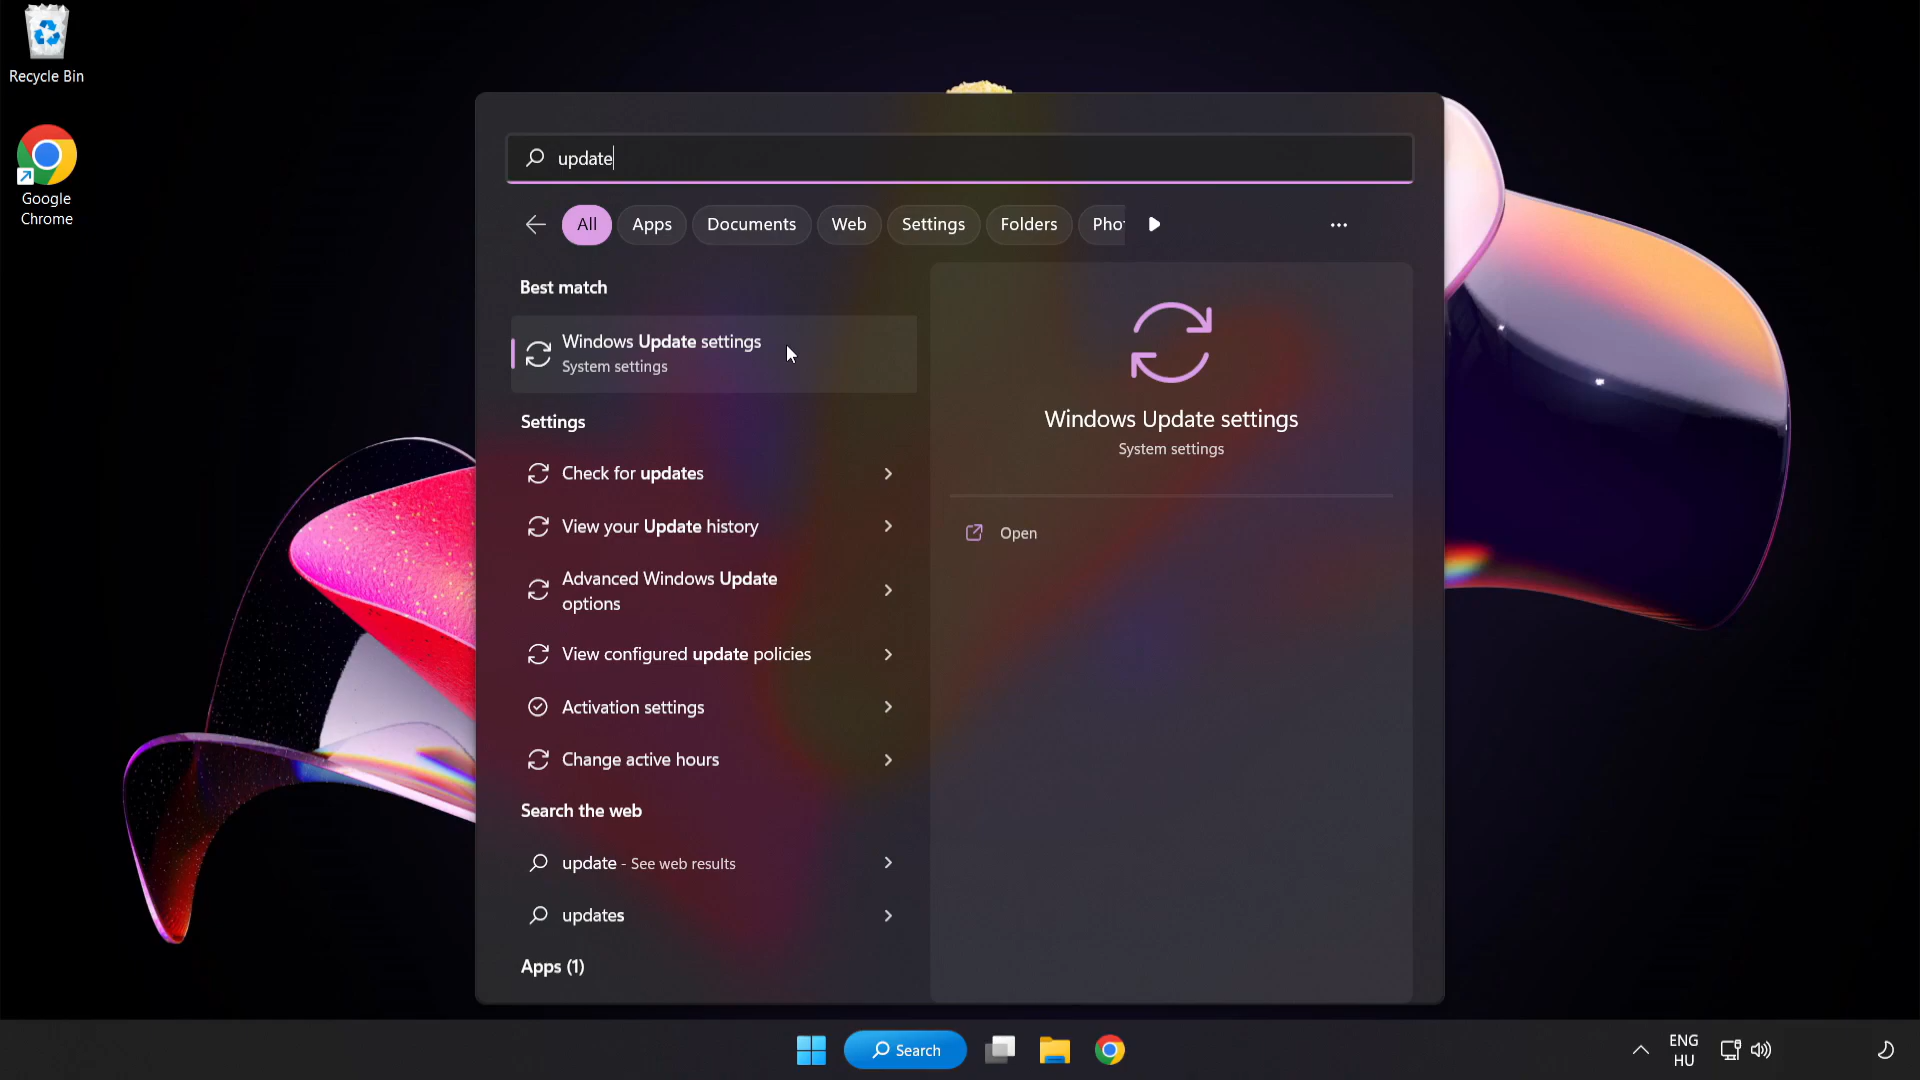 Recycle Bin
Google
Chrome
update
All
Apps
Documents
Web
Settings
Folders
Pho
Best match
Windows Update settings
System settings
Settings
Check for updates
View your Update history
Advanced Windows Update
options
View configured update policies
Activation settings
Change active hours
Search the web
update - See web results
updates
Apps (1)
Windows Update settings
System settings
Open
Search
ENG
HU